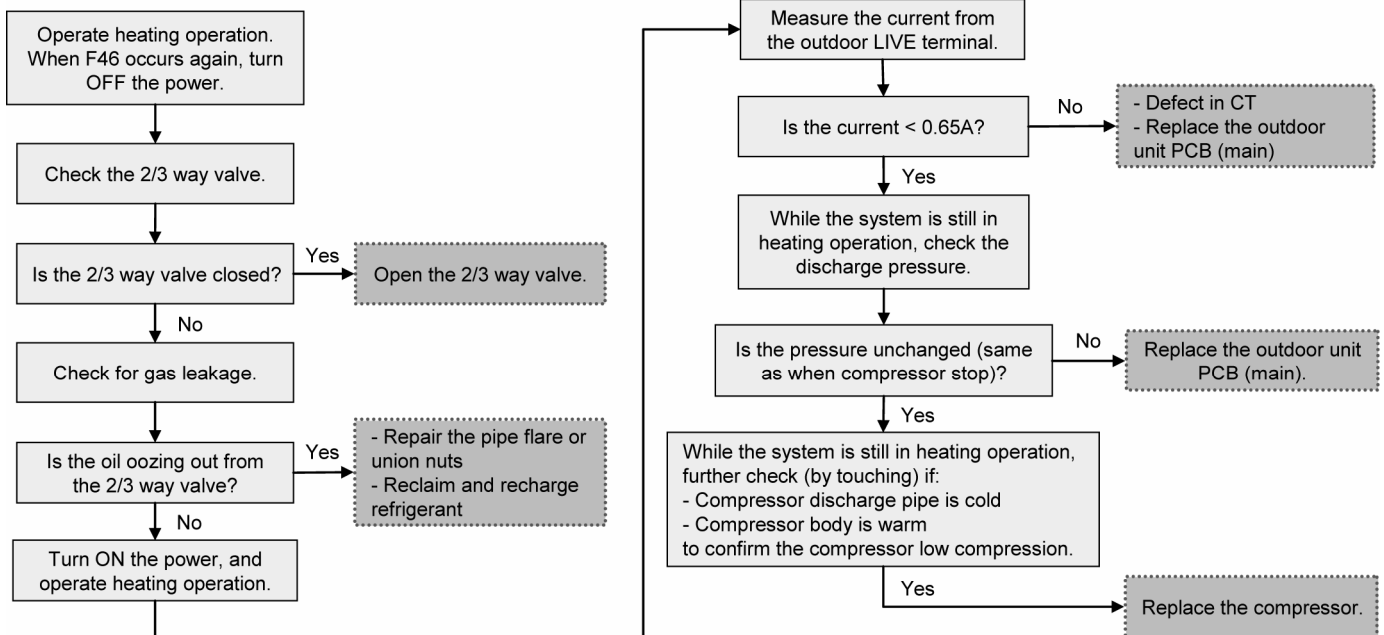 Operate heating operation.
When F46 occurs again, turn
OFF the power.
Check the 2/3 way valve.
Is the 2/3 way valve closed?
Yes
Open the 2/3 way valve.
No
Check for gas leakage.
Is the oil oozing out from
the 2/3 way valve?
Yes
- Repair the pipe flare or
union nuts
- Reclaim and recharge
refrigerant
No
Turn ON the power, and
operate heating operation.
Measure the current from
the outdoor LIVE terminal.
Is the current < 0.65A?
No
- Defect in CT
- Replace the outdoor
unit PCB (main)
Yes
While the system is still in
heating operation, check the
discharge pressure.
Is the pressure unchanged (same
as when compressor stop)?
No
Replace the outdoor unit
PCB (main).
Yes
While the system is still in heating operation,
further check (by touching) if:
- Compressor discharge pipe is cold
- Compressor body is warm
to confirm the compressor low compression.
Yes
Replace the compressor.